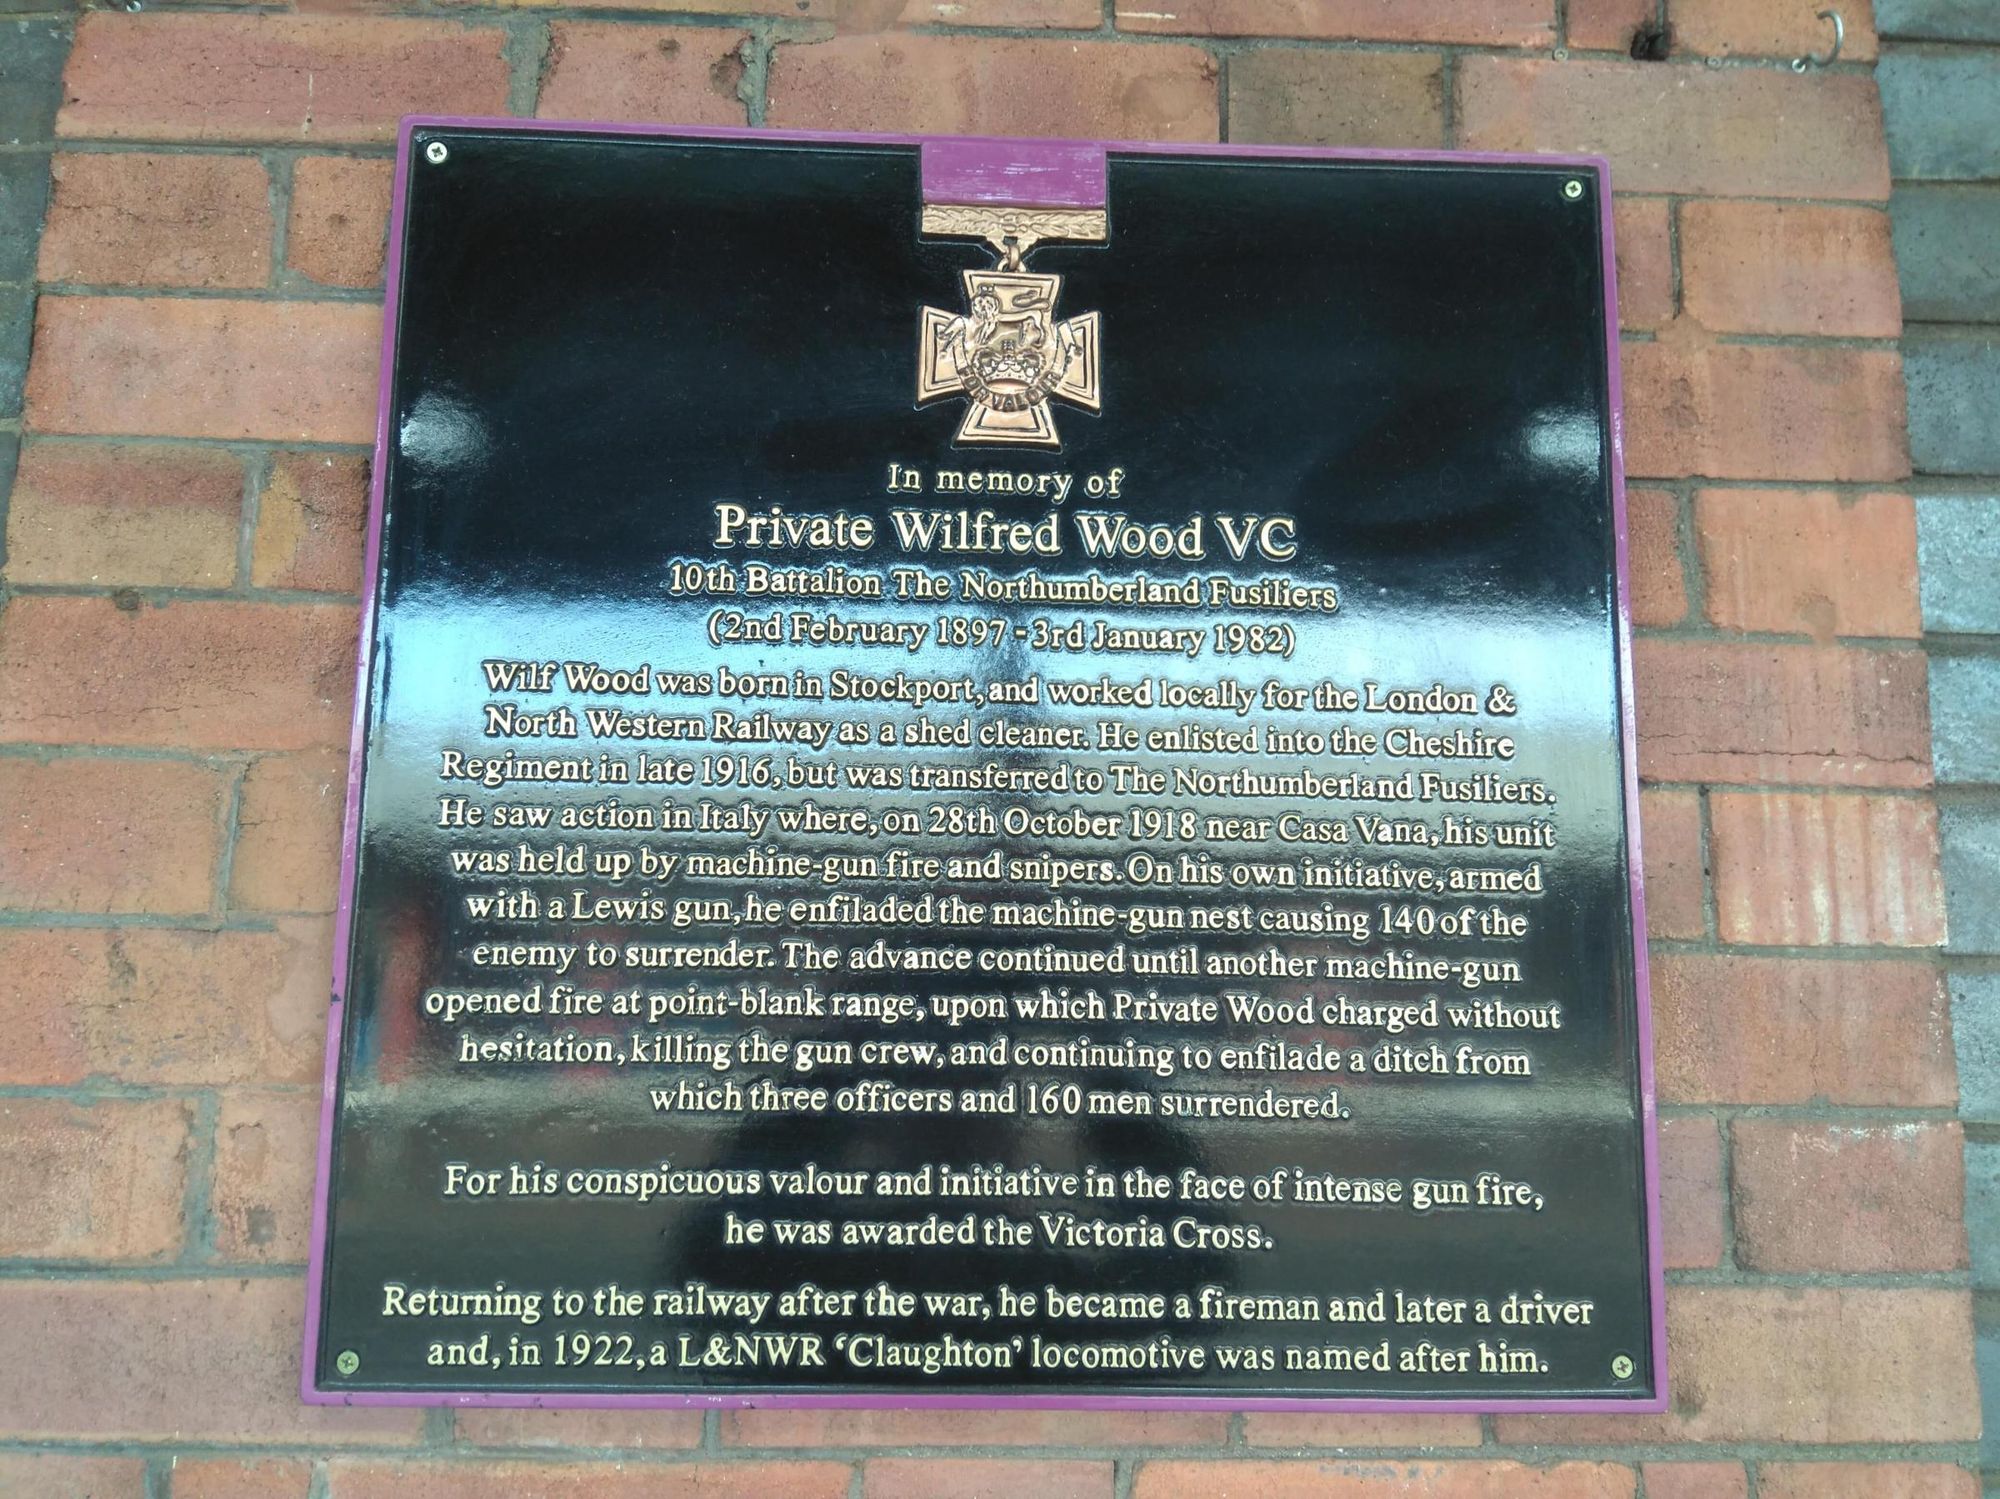 FOR VALOUR
In memory of
Private Wilfred Wood VC
10th Battalion The Northumberland Fusiliers
(2nd February 1897 - 3rd January 1982)
Wilf Wood was born in Stockport, and worked locally for the London &
North Western Railway as a shed cleaner. He enlisted into the Cheshire
Regiment in late 1916, but was transferred to The Northumberland Fusiliers.
He saw action in Italy where, on 28th October 1918 near Casa Vana, his unit
was held up by machine-gun fire and snipers. On his own initiative, armed
with a Lewis gun, he enfiladed the machine-gun nest causing 140 of the
enemy to surrender. The advance continued until another machine-gun
opened fire at point-blank range, upon which Private Wood charged without
hesitation, killing the gun crew, and continuing to enfilade a ditch from
which three officers and 160 men surrendered.
For his conspicuous valour and initiative in the face of intense gun fire,
he was awarded the Victoria Cross.
Returning to the railway after the war, he became a fireman and later a driver
and, in 1922, a L&NWR ‘Claughton’ locomotive was named after him.